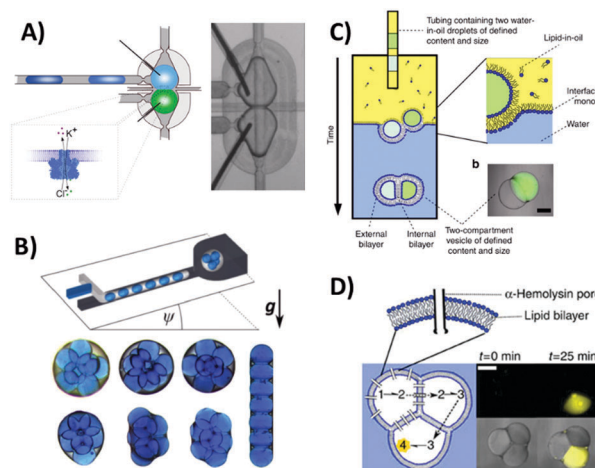 A)
K+
Cl-
B)
ψ
g
C)
Tubing containing two water-
in-oil droplets of defined
content and size
Time
Lipid-in-oil
Interface
mono
Water
b
External
bilayer
Internal
bilayer
Two-compartment
vesicle of defined
content and size
D)
α-Hemolysin pore
Lipid bilayer
t=0 min
t=25 min
1→2
2→3
4←3